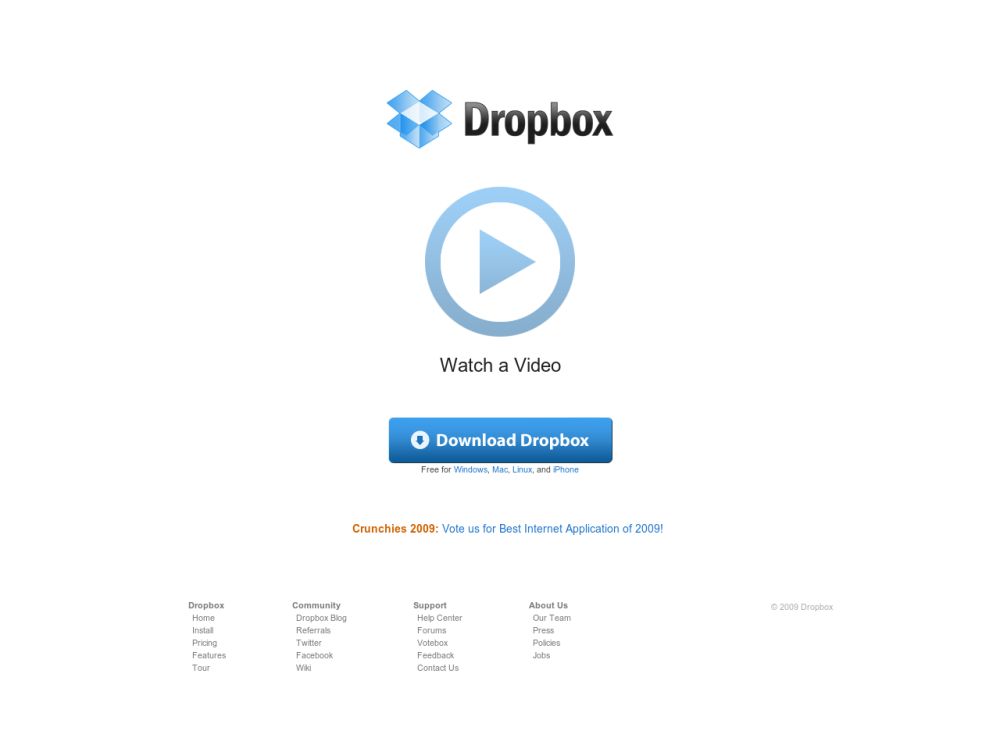 Dropbox
Watch a Video
Download Dropbox
Free for Windows, Mac, Linux, and iPhone
Crunchies 2009: Vote us for Best Internet Application of 2009!
Dropbox
Home
Install
Pricing
Features
Tour
Community
Dropbox Blog
Referrals
Twitter
Facebook
Wiki
Support
Help Center
Forums
Votebox
Feedback
Contact Us
About Us
Our Team
Press
Policies
Jobs
© 2009 Dropbox